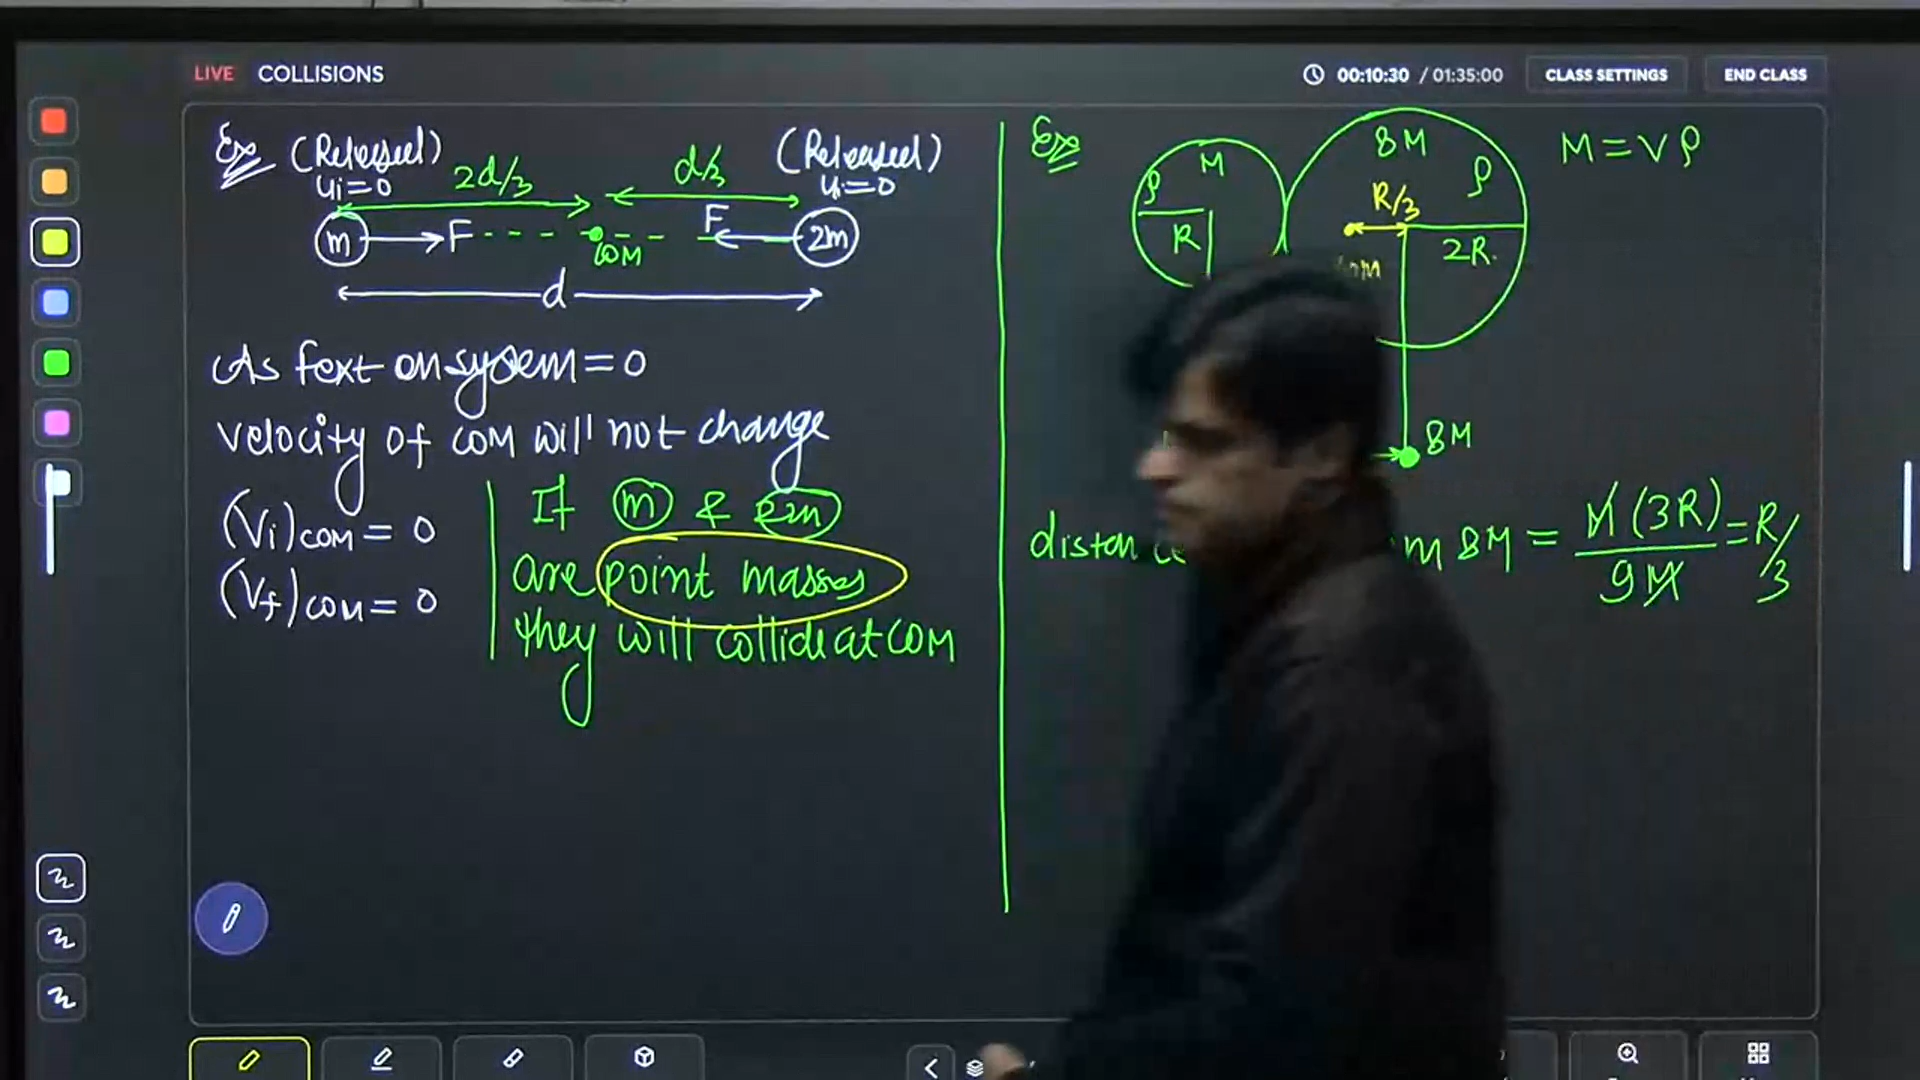 LIVE COLLISIONS 00:10:30 / 01:35:00 CLASS SETTINGS END CLASS
Ex (Released) (Released)
ui=0 2d/3 d/3 ui=0
m F COM F 2m
d
As fext on system = 0
velocity of COM will not change
(Vi)com = 0
(Vf)com = 0
If m & 2m
are point masses
they will collide at COM
Ex M 8M M = Vρ
ρ R/3 ρ
R 2R
8M
distance m 8M = M(3R) = R/3
9M